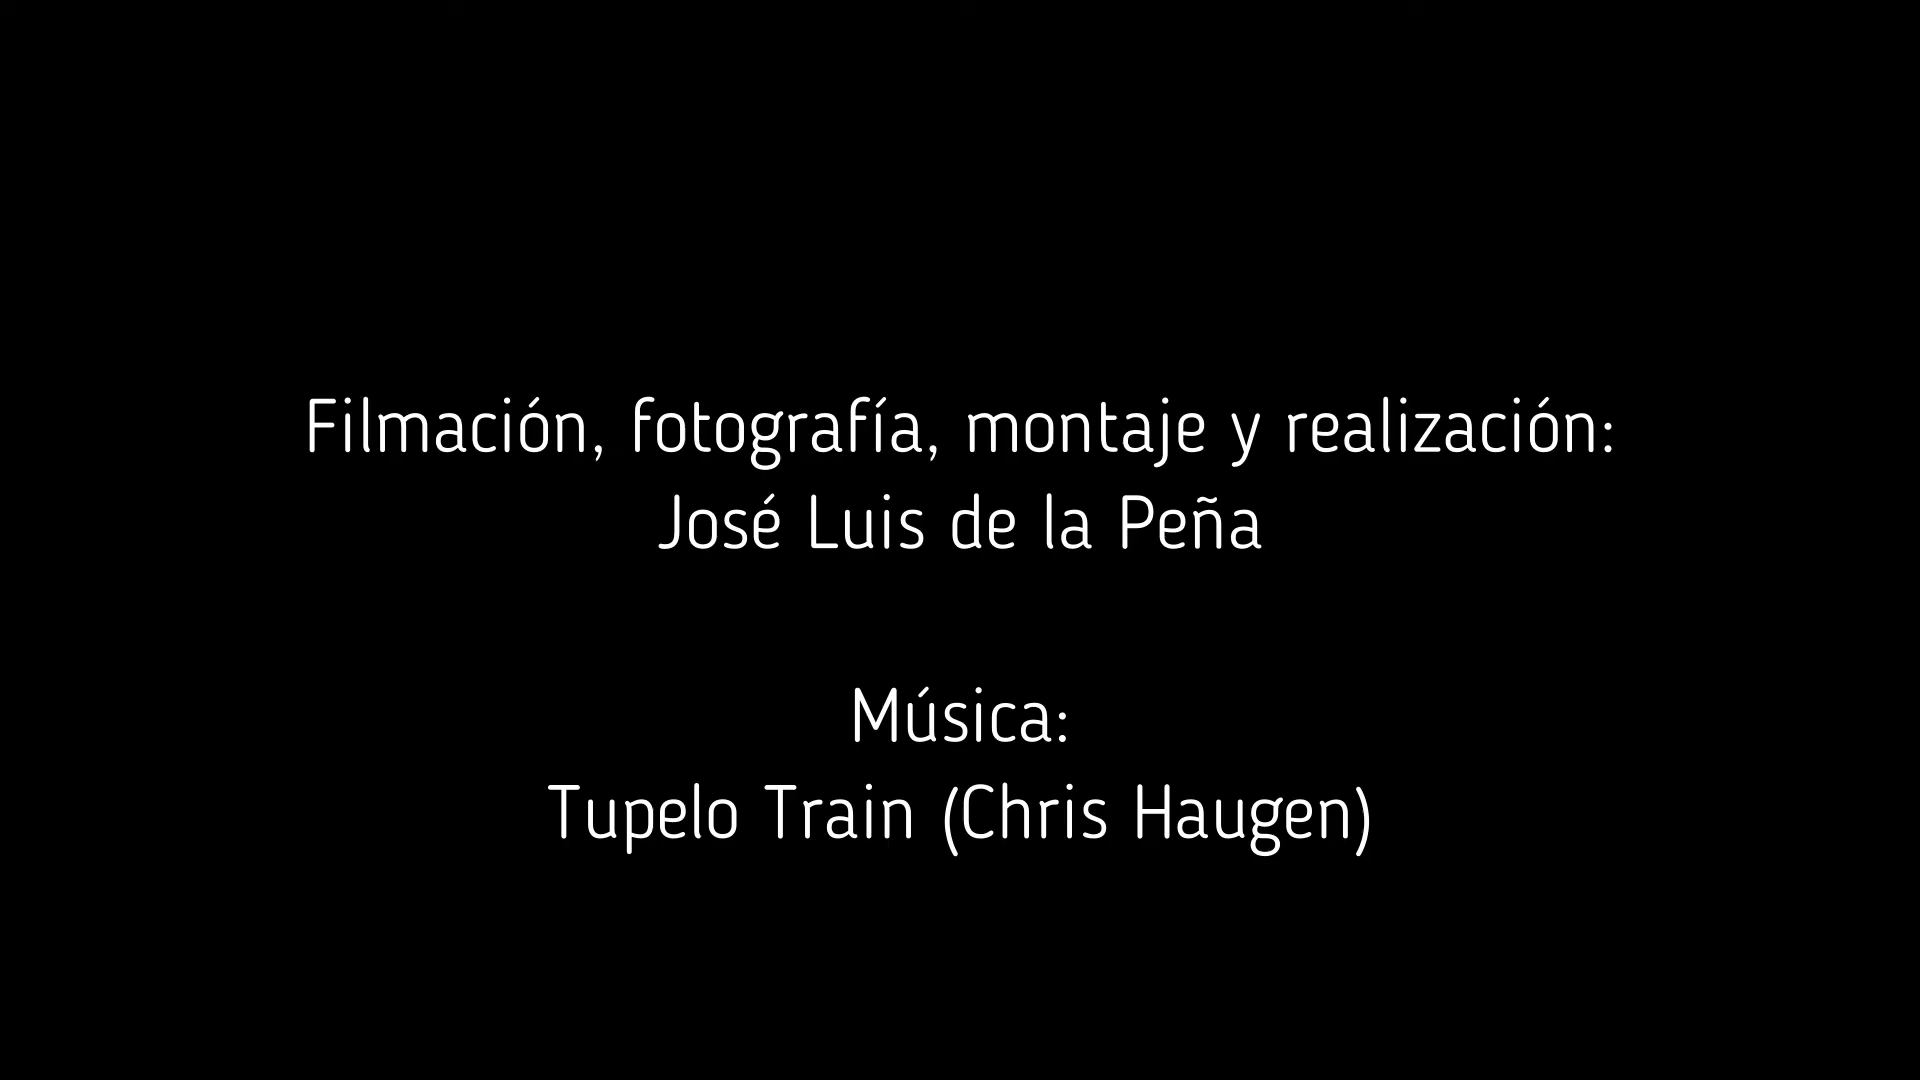 Filmación, fotografía, montaje y realización:
José Luis de la Peña
Música:
Tupelo Train (Chris Haugen)